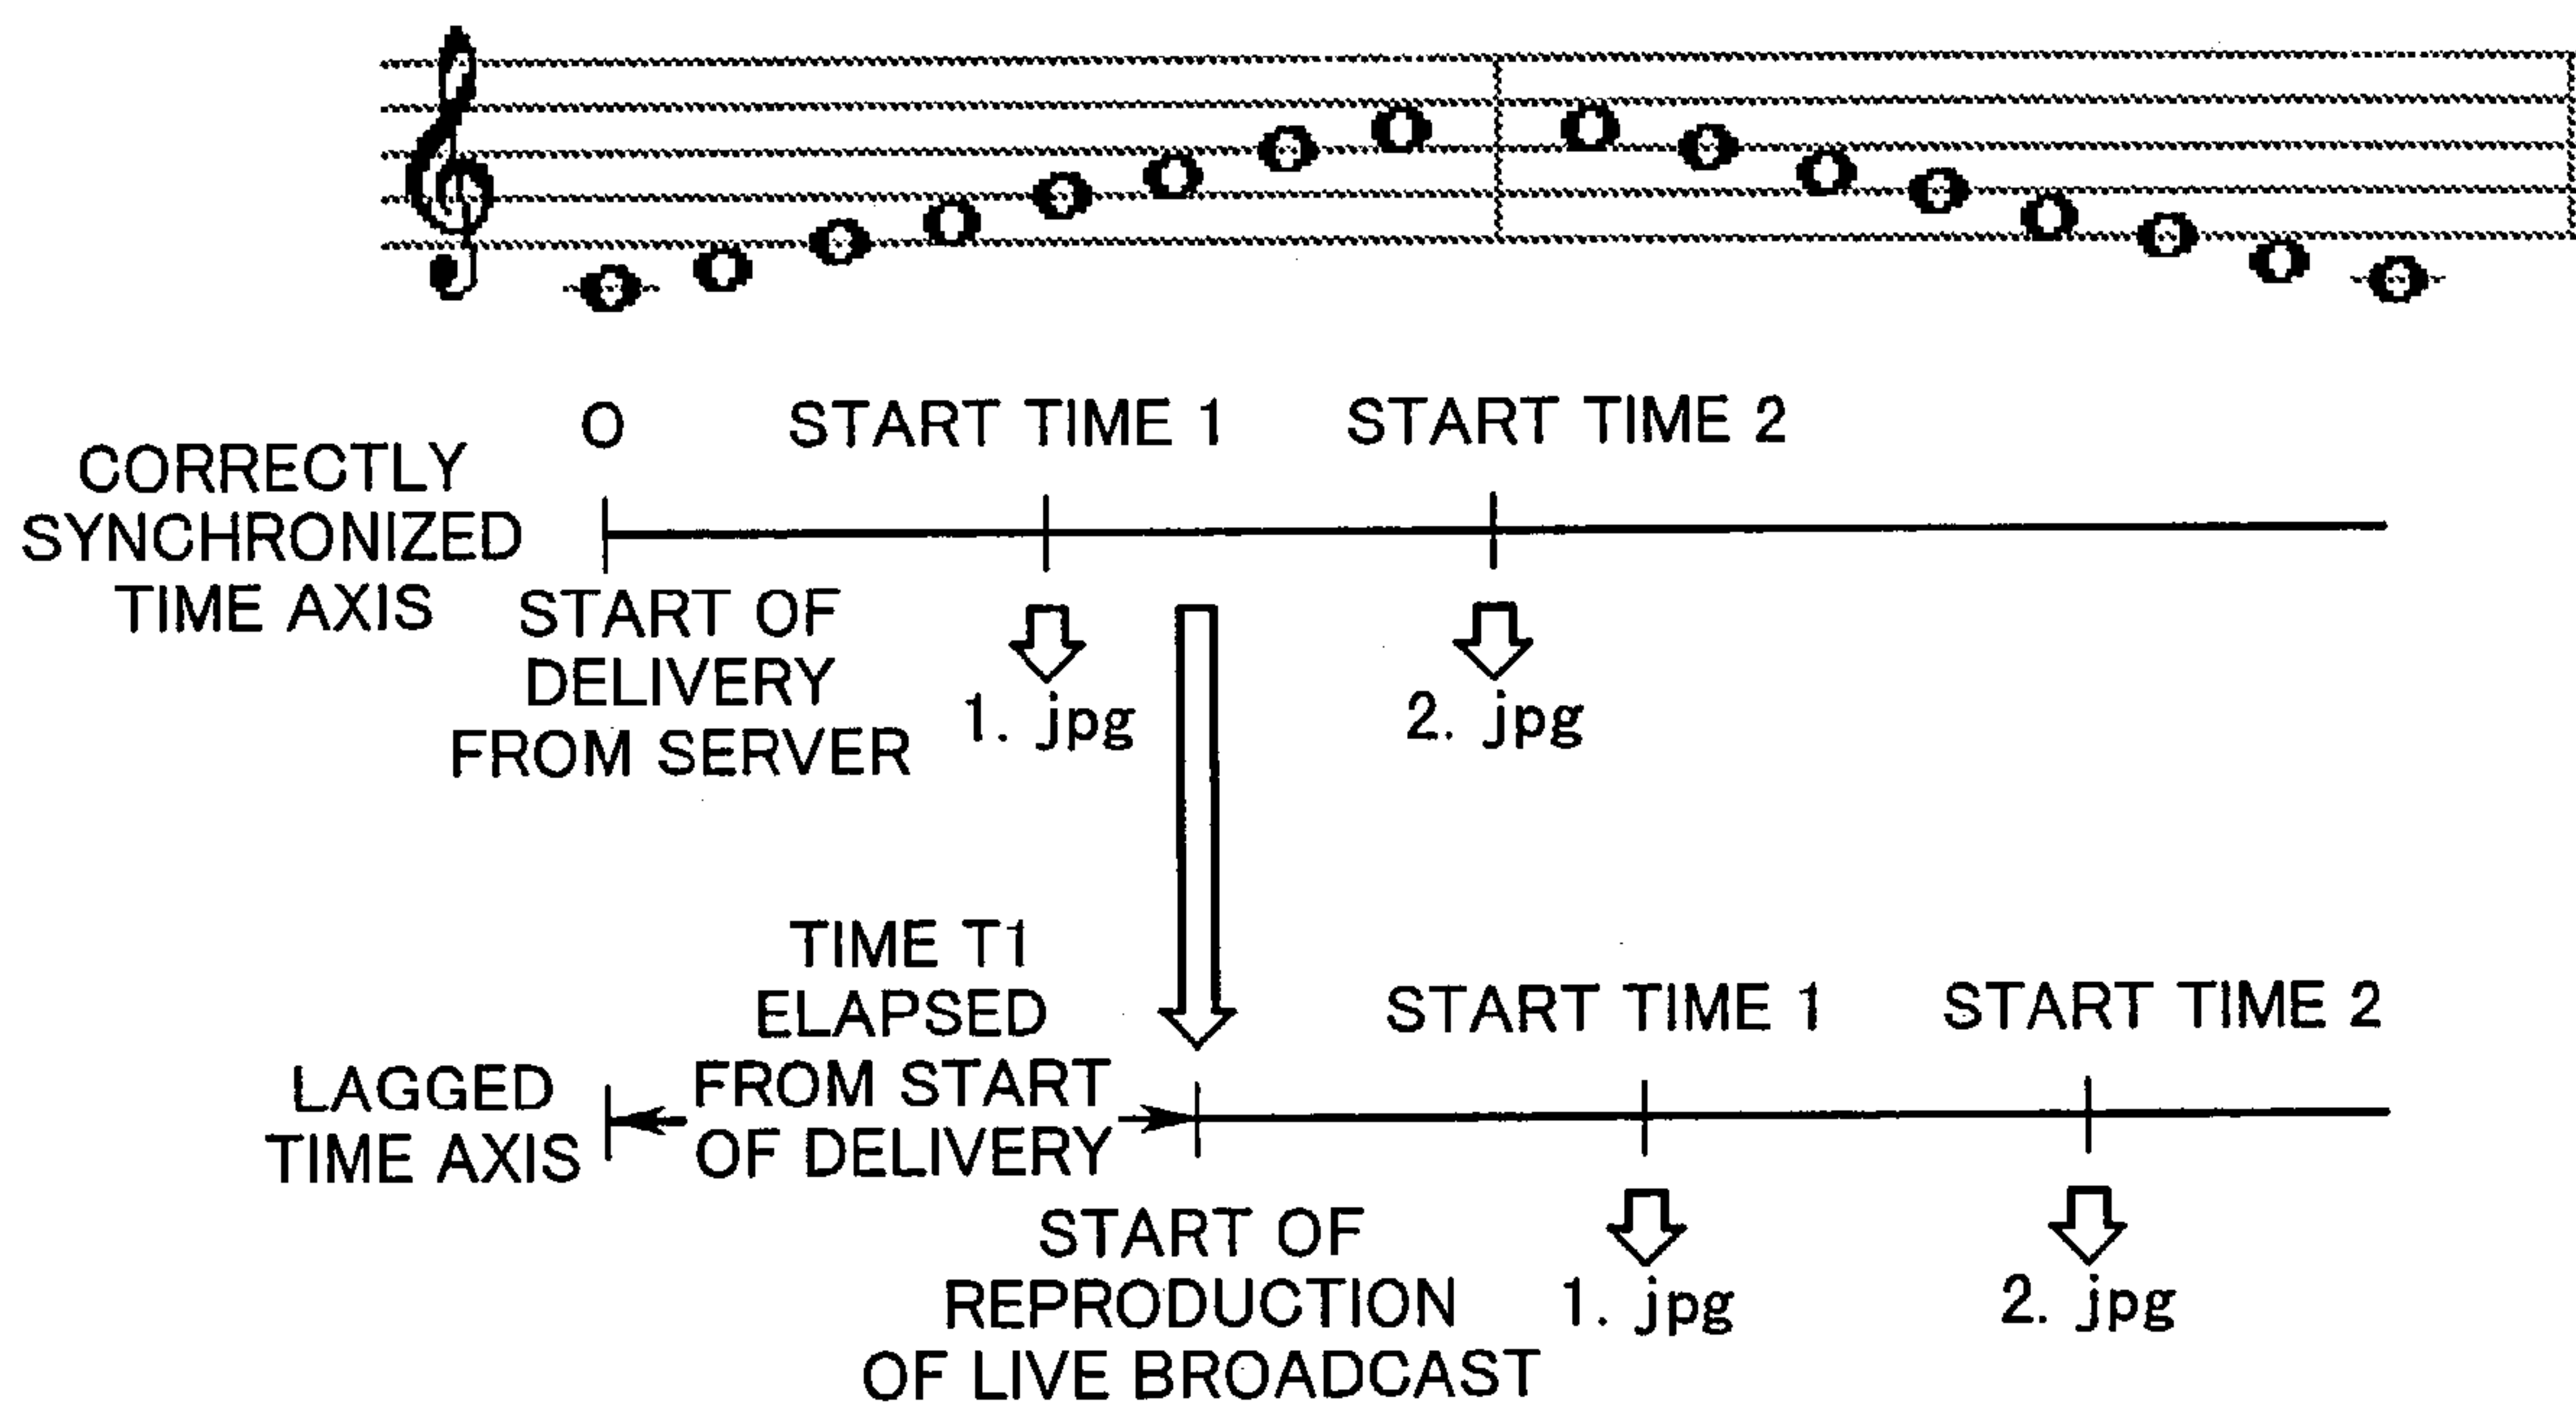 O
START TIME 1
START TIME 2
CORRECTLY
SYNCHRONIZED
TIME AXIS
START OF
DELIVERY
FROM SERVER
1. jpg
2. jpg
TIME T1
ELAPSED
FROM START
OF DELIVERY
START TIME 1
START TIME 2
LAGGED
TIME AXIS
START OF
REPRODUCTION
OF LIVE BROADCAST
1. jpg
2. jpg